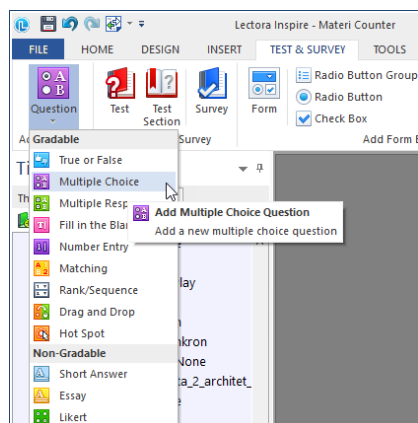 Lectora Inspire - Materi Counter
FILE HOME DESIGN INSERT TEST & SURVEY TOOLS
Question Test Test Section Survey Form
Radio Button Group
Radio Button
Check Box
Survey Add Form
Gradable
True or False
Multiple Choice
Multiple Resp
Add Multiple Choice Question
Add a new multiple choice question
Fill in the Blan
Number Entry
Matching
Rank/Sequence
lay
Drag and Drop
Hot Spot
kron
Non-Gradable
None
Short Answer
ta_2_architet_
Essay
Likert